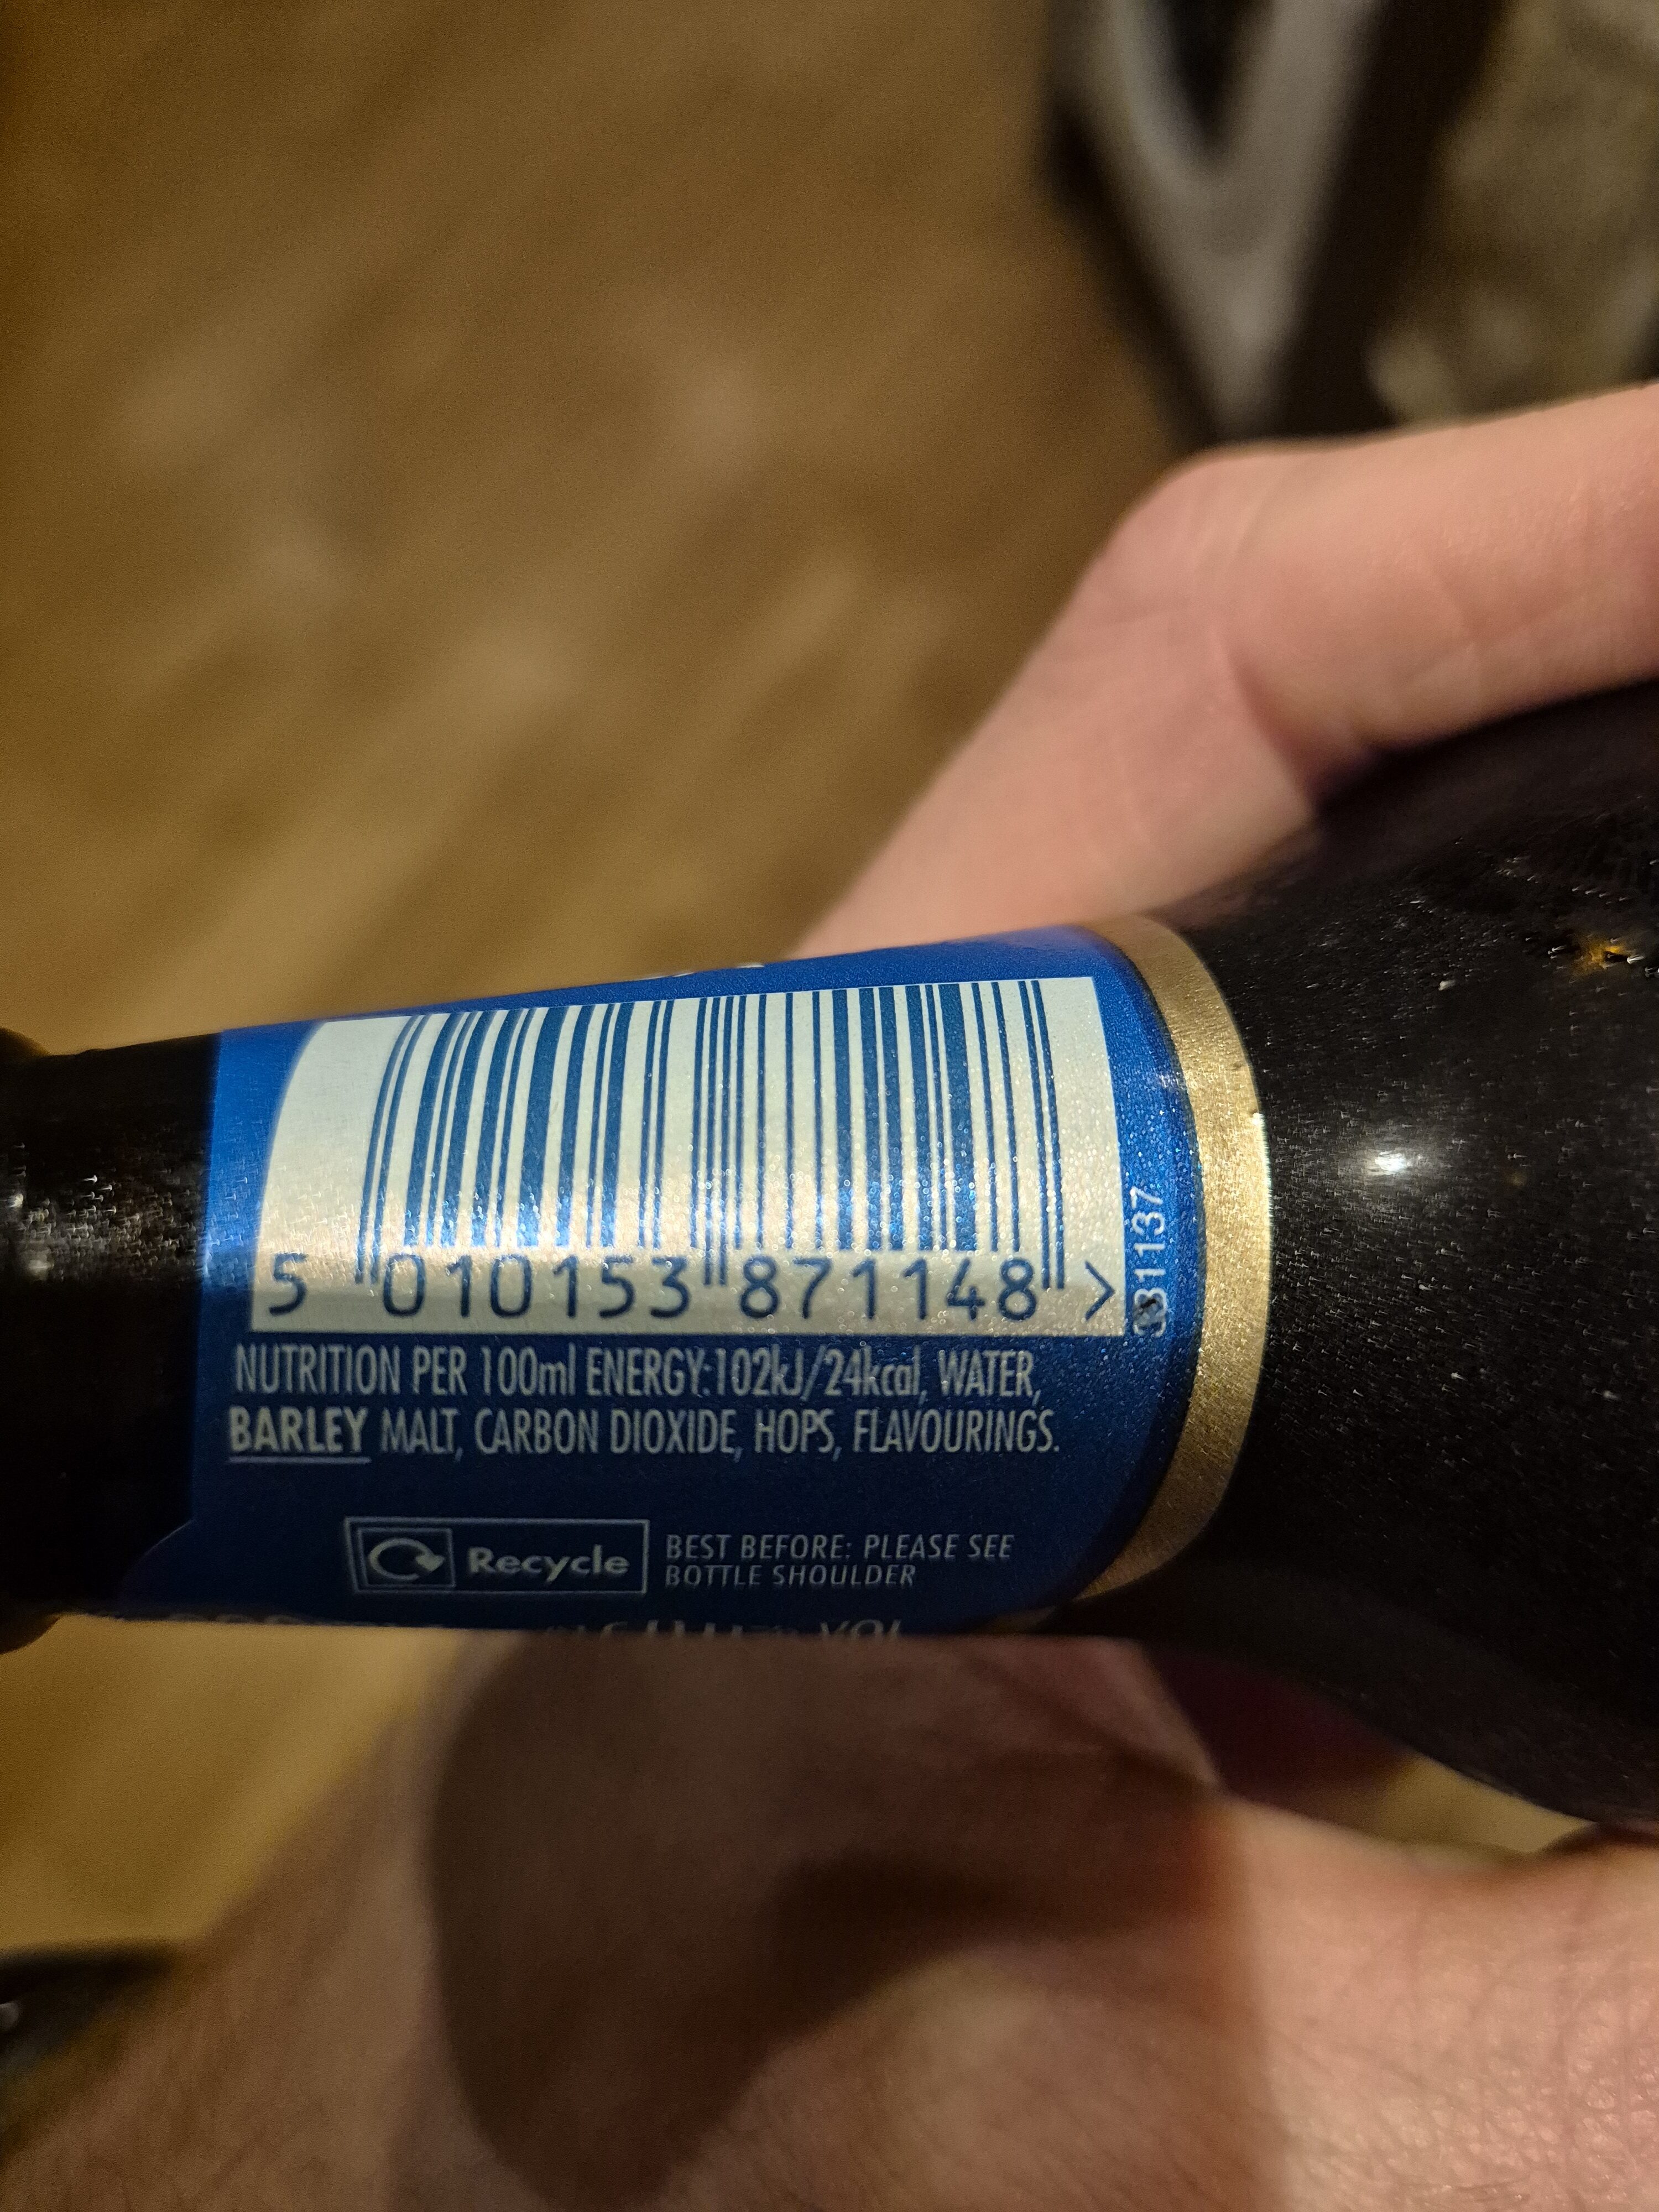 5 010153 871148 >
331137
NUTRITION PER 100ml ENERGY:102kJ/24kcal, WATER,
BARLEY MALT, CARBON DIOXIDE, HOPS, FLAVOURINGS.
Recycle
BEST BEFORE: PLEASE SEE
BOTTLE SHOULDER
VOL